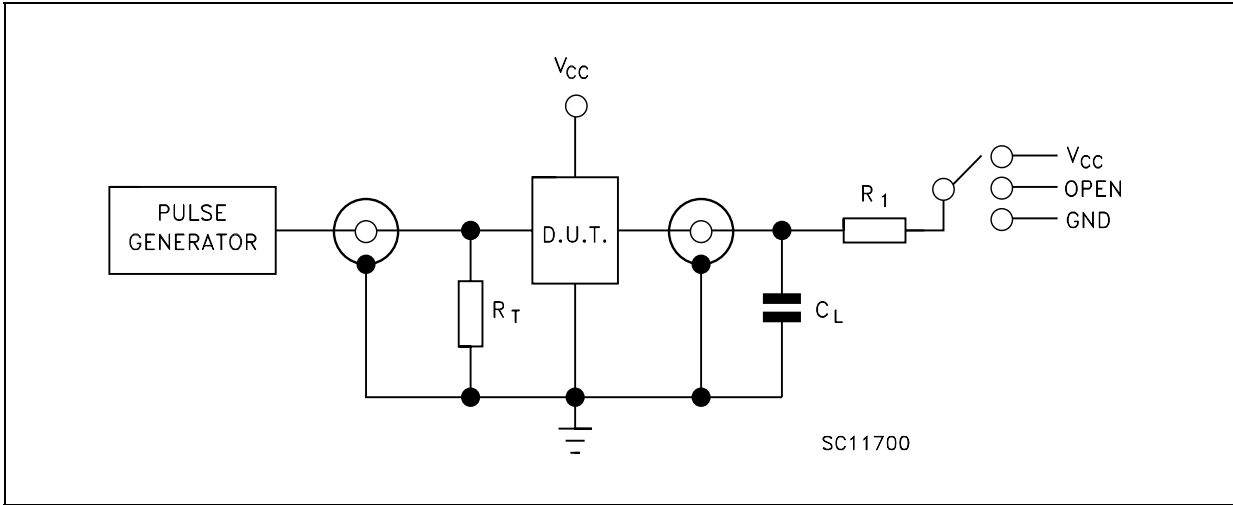 VCC
PULSE
GENERATOR
D.U.T.
RT
CL
R1
VCC
OPEN
GND
SC11700